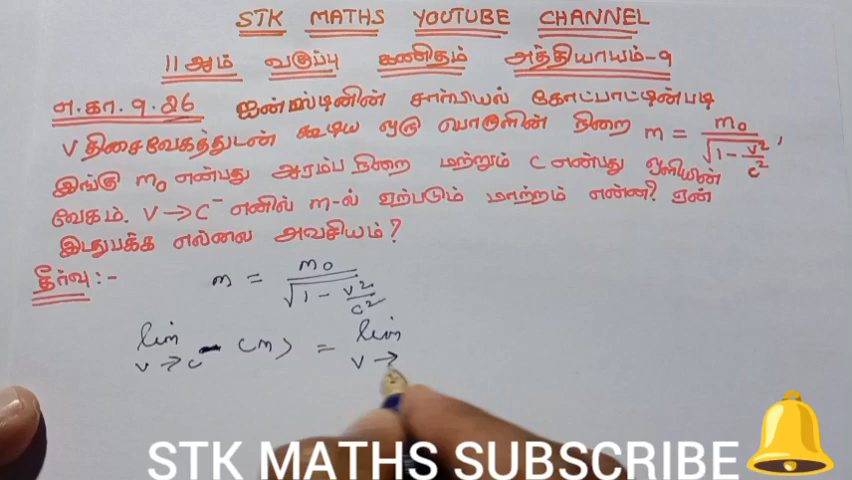 STK MATHS YOUTUBE CHANNEL
11 ஆம் வகுப்பு கணிதம் அத்தியாயம்-9
எ.கா.9.26 ஐன்ஸ்டினின் சார்பியல் கோட்பாட்டின்படி
V திசைவேகத்துடன் கூடிய ஒரு பொருளின் நிறை m = m₀/√(1 - v²/c²),
இங்கு m₀ என்பது ஆரம்ப நிறை மற்றும் c என்பது ஒளியின்
வேகம். V → C⁻ எனில் m-ல் ஏற்படும் மாற்றம் என்ன? ஏன்
இடதுபக்க எல்லை அவசியம்?
தீர்வு:- m = m₀/√(1 - v²/c²)
lim v→c⁻ (m) = lim v→
STK MATHS SUBSCRIBE